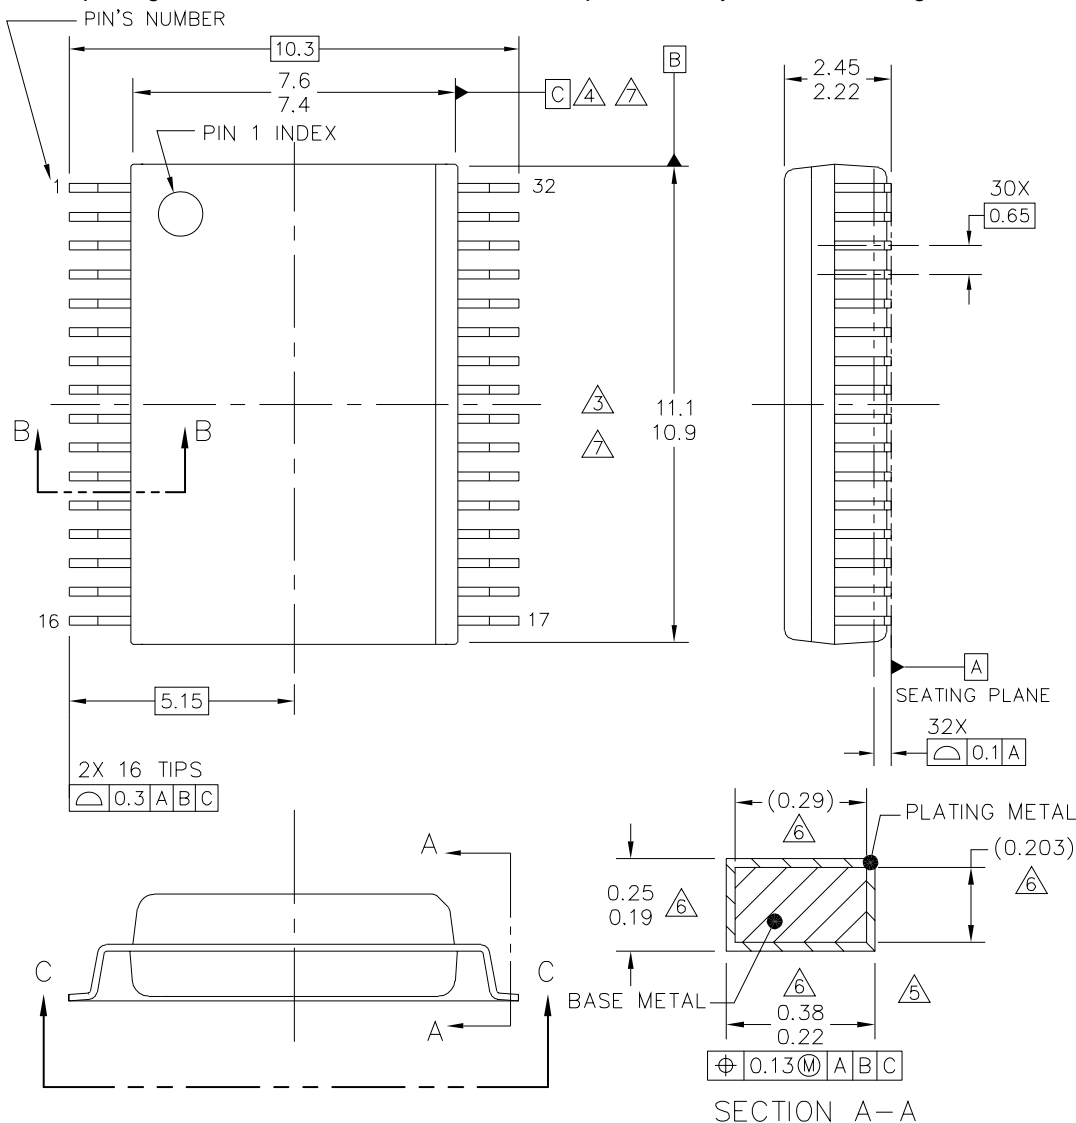 PIN'S NUMBER
10.3
B
7.6
7.4
2.45
2.22
C 4 7
PIN 1 INDEX
1
32
30X
0.65
3
11.1
10.9
B B
7
16
17
5.15
A
SEATING PLANE
32X
0.1 A
2X 16 TIPS
0.3 A B C
(0.29)
6
PLATING METAL
(0.203)
6
A
0.25
0.19
6
C C
BASE METAL
6
5
0.38
0.22
A
0.13 Ⓜ A B C
SECTION A-A